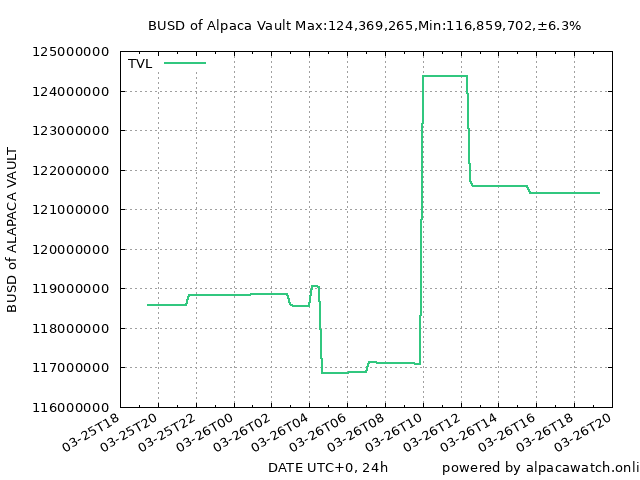 BUSD of Alpaca Vault Max:124,369,265,Min:116,859,702,±6.3%
125000000
TVL
124000000
123000000
122000000
121000000
120000000
119000000
118000000
117000000
116000000
BUSD of ALAPACA VAULT
03-25T18
03-25T20
03-25T22
03-26T00
03-26T02
03-26T04
03-26T06
03-26T08
03-26T10
03-26T12
03-26T14
03-26T16
03-26T18
03-26T20
DATE UTC+0, 24h
powered by alpacawatch.onli